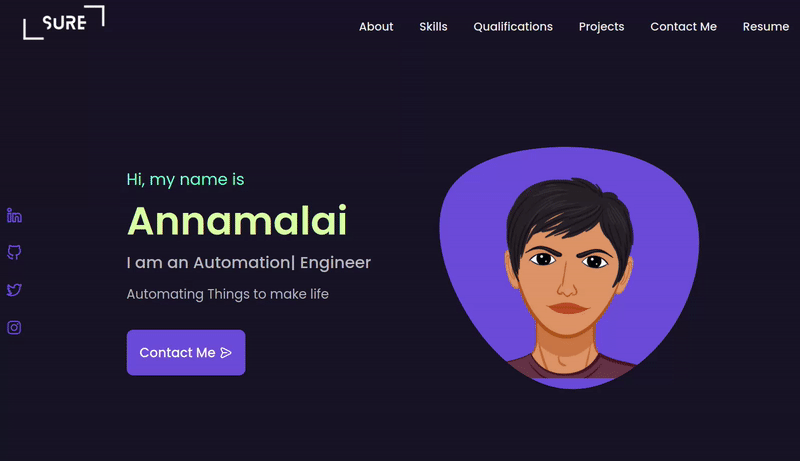 SURE
About Skills Qualifications Projects Contact Me Resume
Hi, my name is
Annamalai
I am an Automation| Engineer
Automating Things to make life
Contact Me